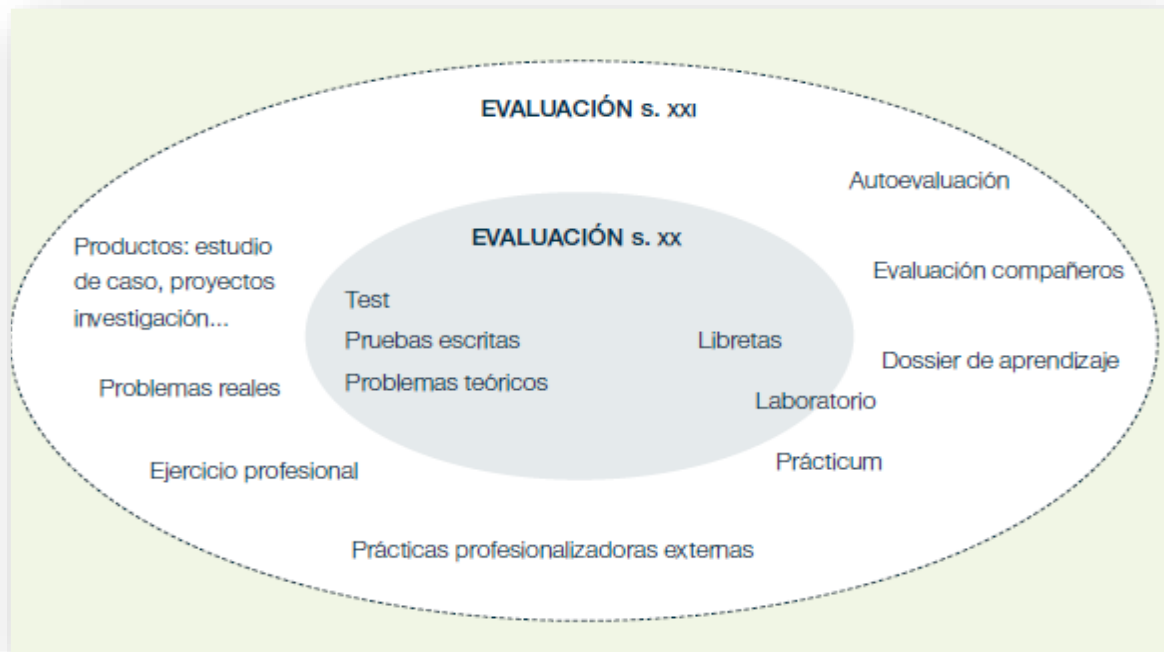 EVALUACIÓN s. XXI
Autoevaluación
EVALUACIÓN s. XX
Productos: estudio
de caso, proyectos
investigación...
Evaluación compañeros
Test
Pruebas escritas
Libretas
Dossier de aprendizaje
Problemas teóricos
Problemas reales
Laboratorio
Ejercicio profesional
Prácticum
Prácticas profesionalizadoras externas